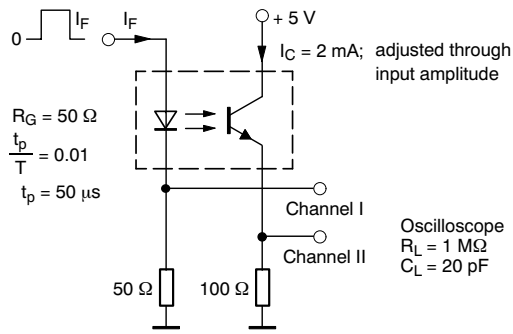 0
I_F
I_F
+ 5 V
I_C = 2 mA; adjusted through
input amplitude
R_G = 50 Ω
t_p
T
= 0.01
t_p = 50 μs
Channel I
Channel II
50 Ω
100 Ω
Oscilloscope
R_L = 1 MΩ
C_L = 20 pF